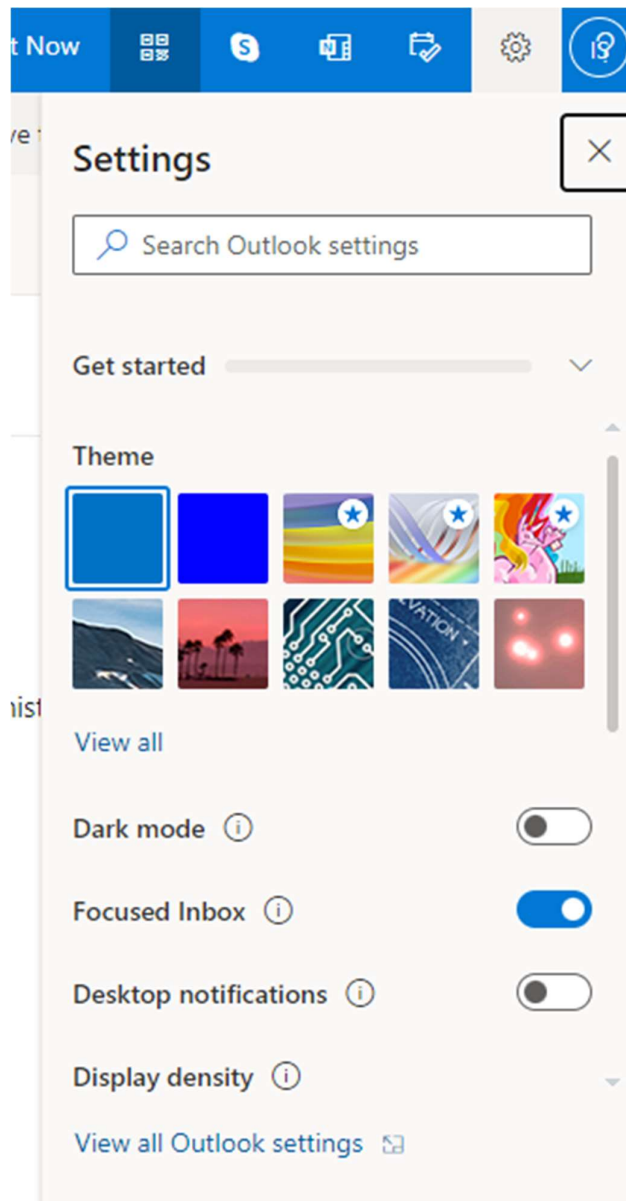 t Now
S
N
Settings
Search Outlook settings
Get started
Theme
VATION
View all
Dark mode
Focused Inbox
Desktop notifications
Display density
View all Outlook settings